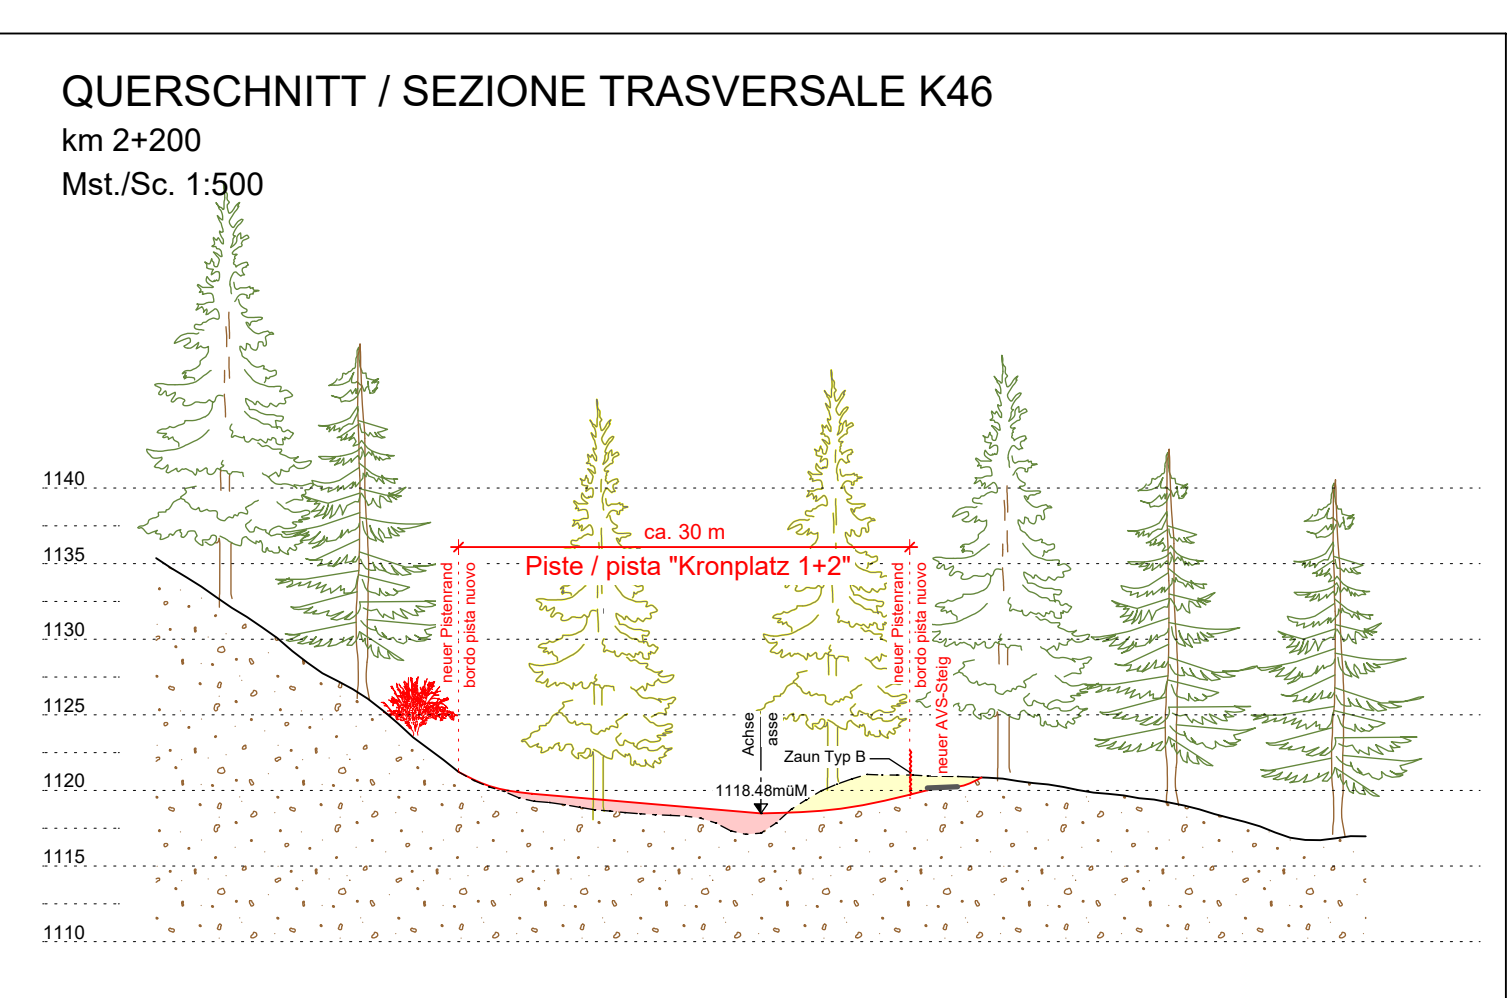 QUERSCHNITT / SEZIONE TRASVERSALE K46
km 2+200
Mst./Sc. 1:500
1140
1135
1130
1125
1120
1115
1110
ca. 30 m
Piste / pista "Kronplatz 1+2"
neuer Pistenrand
bordo pista nuovo
neuer Pistenrand
bordo pista nuovo
neuer AVS-Steig
Achse
asse
Zaun Typ B
1118.48müM